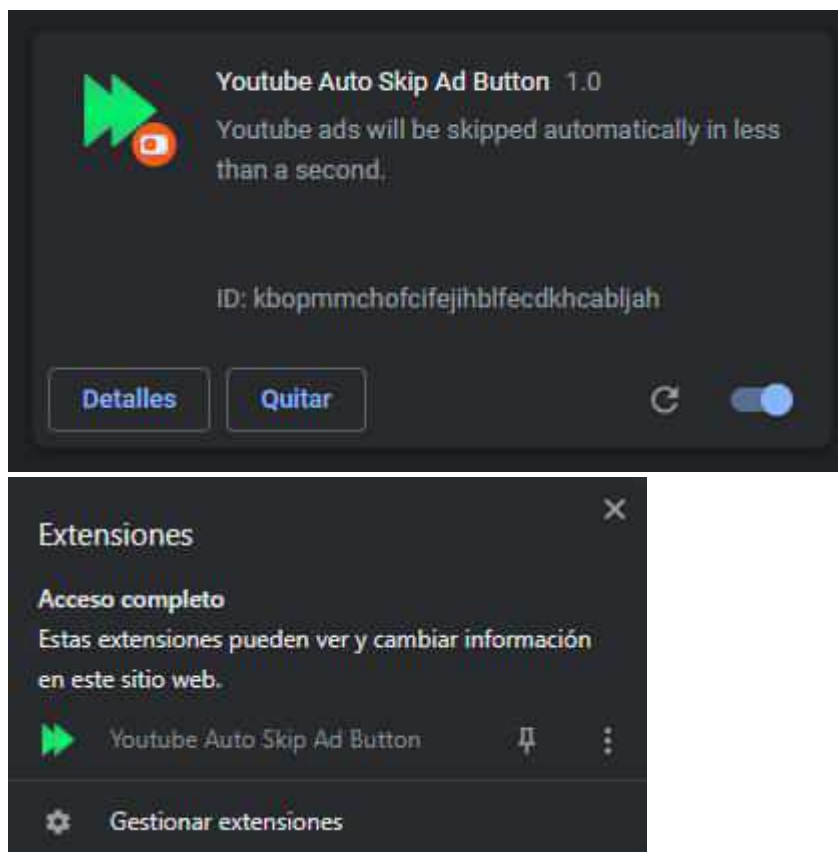 Youtube Auto Skip Ad Button 1.0
Youtube ads will be skipped automatically in less
than a second.
ID: kbopmmchofcifejihblfecdkhcabljah
Detalles Quitar
Extensiones
Acceso completo
Estas extensiones pueden ver y cambiar información
en este sitio web.
Youtube Auto Skip Ad Button
Gestionar extensiones